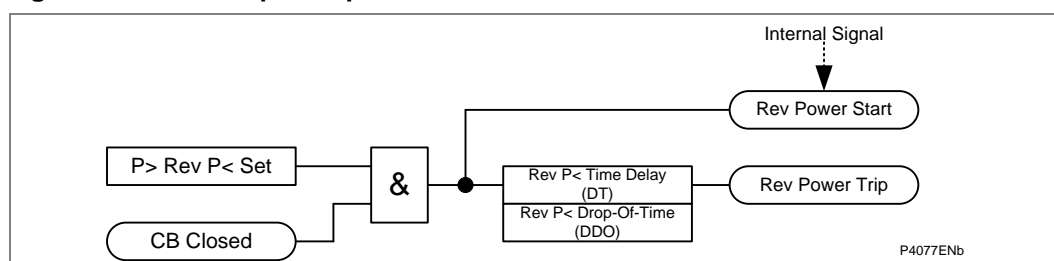 Internal Signal
Rev Power Start
P> Rev P< Set
&
Rev P< Time Delay
(DT)
Rev Power Trip
Rev P< Drop-Of-Time
(DDO)
CB Closed
P4077ENb